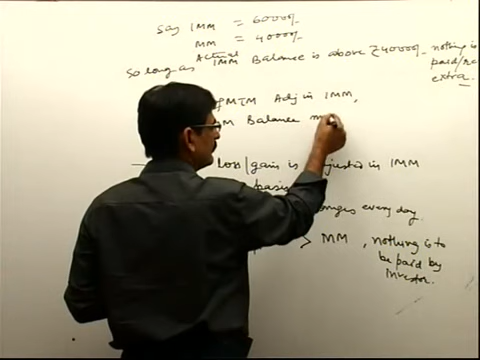 Say IMM = 60000/-
MM = 40000/-
Actual
So long as IMM Balance is above ₹40000/- nothing is
paid/
extra.
MTM Adj in IMM,
Balance
loss/gain is adjusted in IMM
basis
changes every day.
> MM, nothing is to
be paid by
investor.